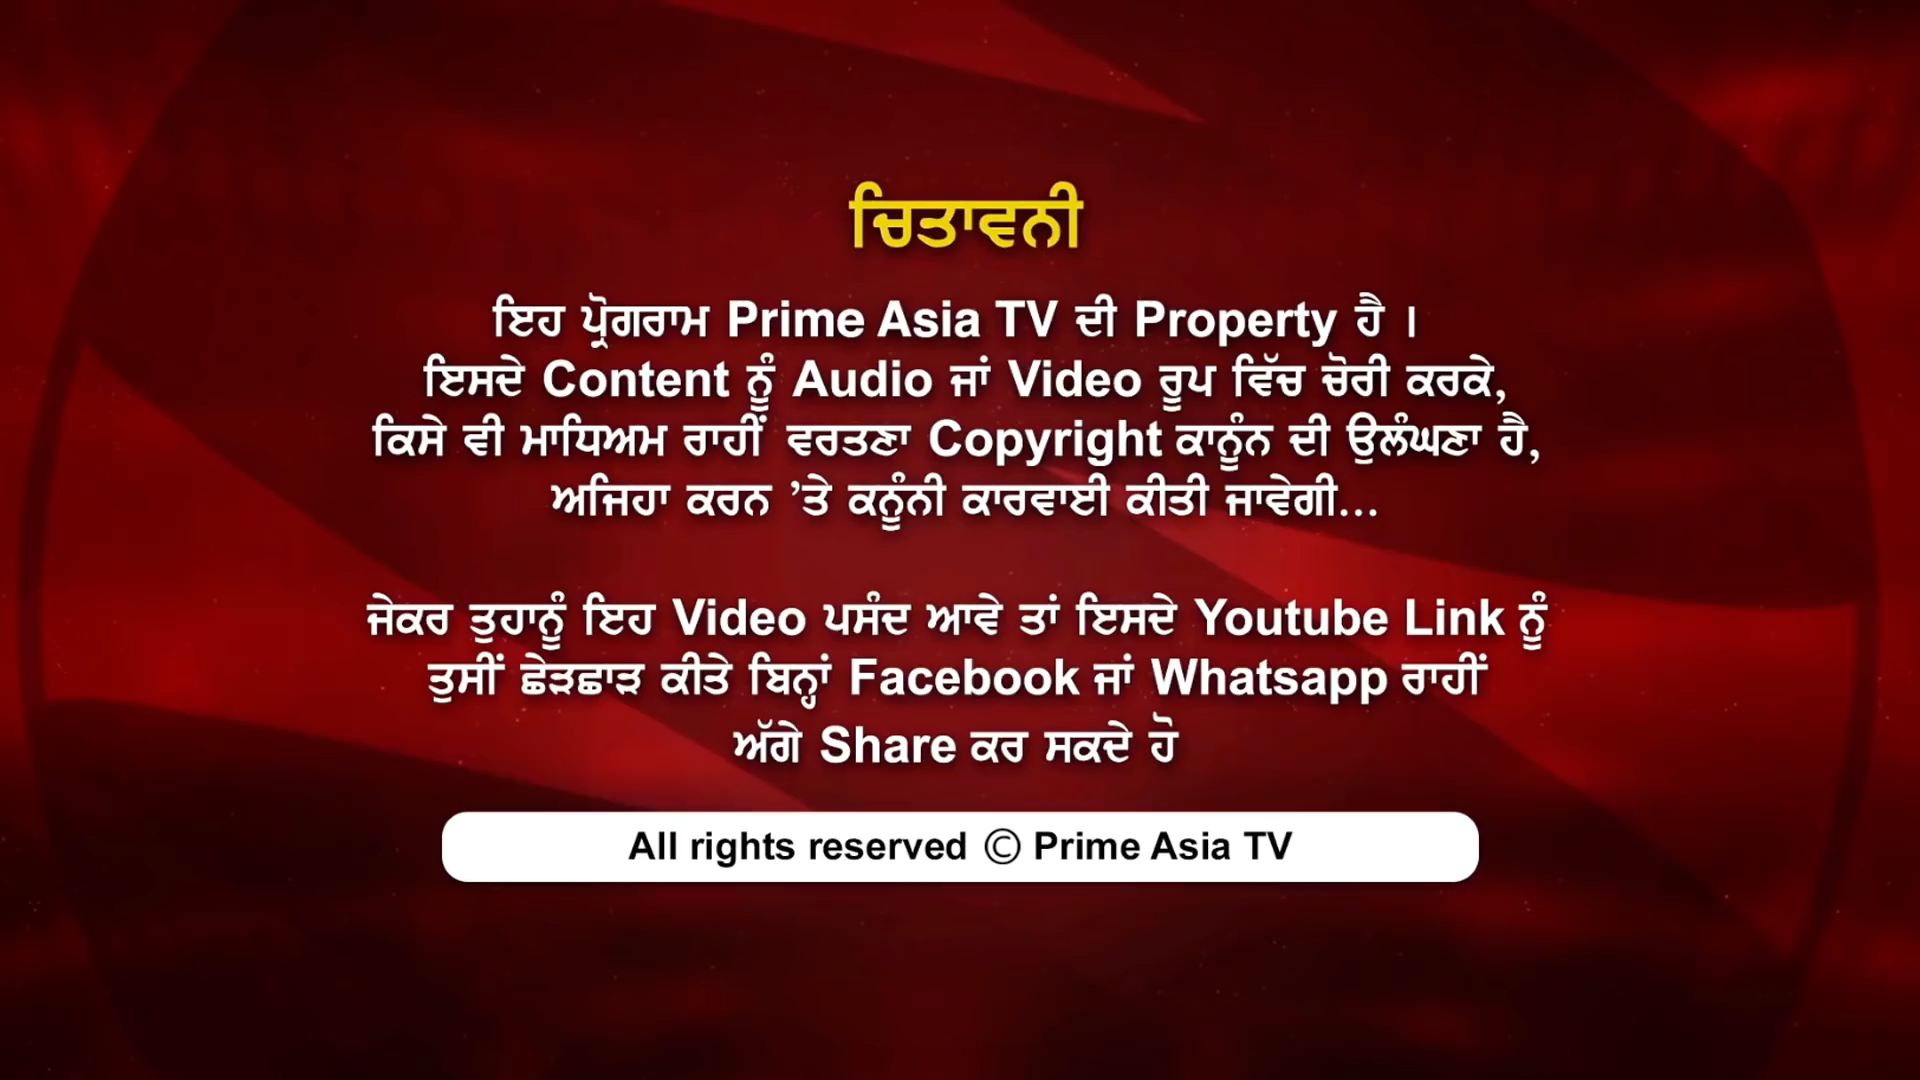 ਚਿਤਾਵਨੀ
ਇਹ ਪ੍ਰੋਗਰਾਮ Prime Asia TV ਦੀ Property ਹੈ ।
ਇਸਦੇ Content ਨੂੰ Audio ਜਾਂ Video ਰੂਪ ਵਿੱਚ ਚੋਰੀ ਕਰਕੇ,
ਕਿਸੇ ਵੀ ਮਾਧਿਅਮ ਰਾਹੀਂ ਵਰਤਣਾ Copyright ਕਾਨੂੰਨ ਦੀ ਉਲੰਘਣਾ ਹੈ,
ਅਜਿਹਾ ਕਰਨ ’ਤੇ ਕਨੂੰਨੀ ਕਾਰਵਾਈ ਕੀਤੀ ਜਾਵੇਗੀ...
ਜੇਕਰ ਤੁਹਾਨੂੰ ਇਹ Video ਪਸੰਦ ਆਵੇ ਤਾਂ ਇਸਦੇ Youtube Link ਨੂੰ
ਤੁਸੀਂ ਛੇੜਛਾੜ ਕੀਤੇ ਬਿਨ੍ਹਾਂ Facebook ਜਾਂ Whatsapp ਰਾਹੀਂ
ਅੱਗੇ Share ਕਰ ਸਕਦੇ ਹੋ
All rights reserved © Prime Asia TV